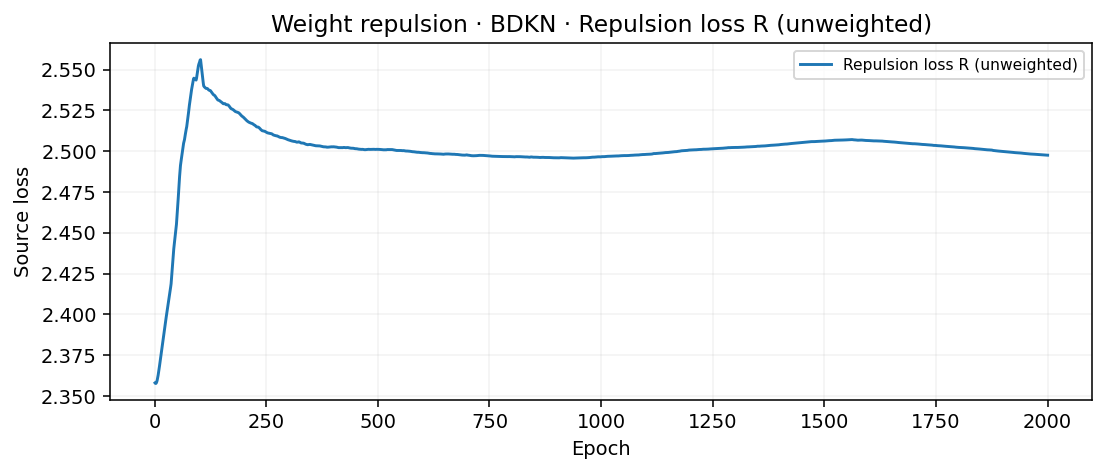 Weight repulsion · BDKN · Repulsion loss R (unweighted)
Repulsion loss R (unweighted)
Source loss
2.550
2.525
2.500
2.475
2.450
2.425
2.400
2.375
2.350
0 250 500 750 1000 1250 1500 1750 2000
Epoch